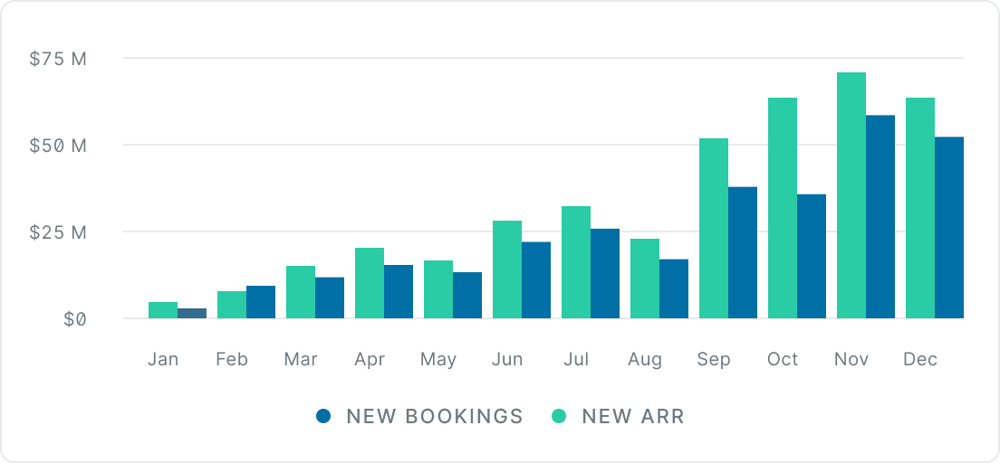 $75 M
$50 M
$25 M
$0
Jan Feb Mar Apr May Jun Jul Aug Sep Oct Nov Dec
NEW BOOKINGS NEW ARR